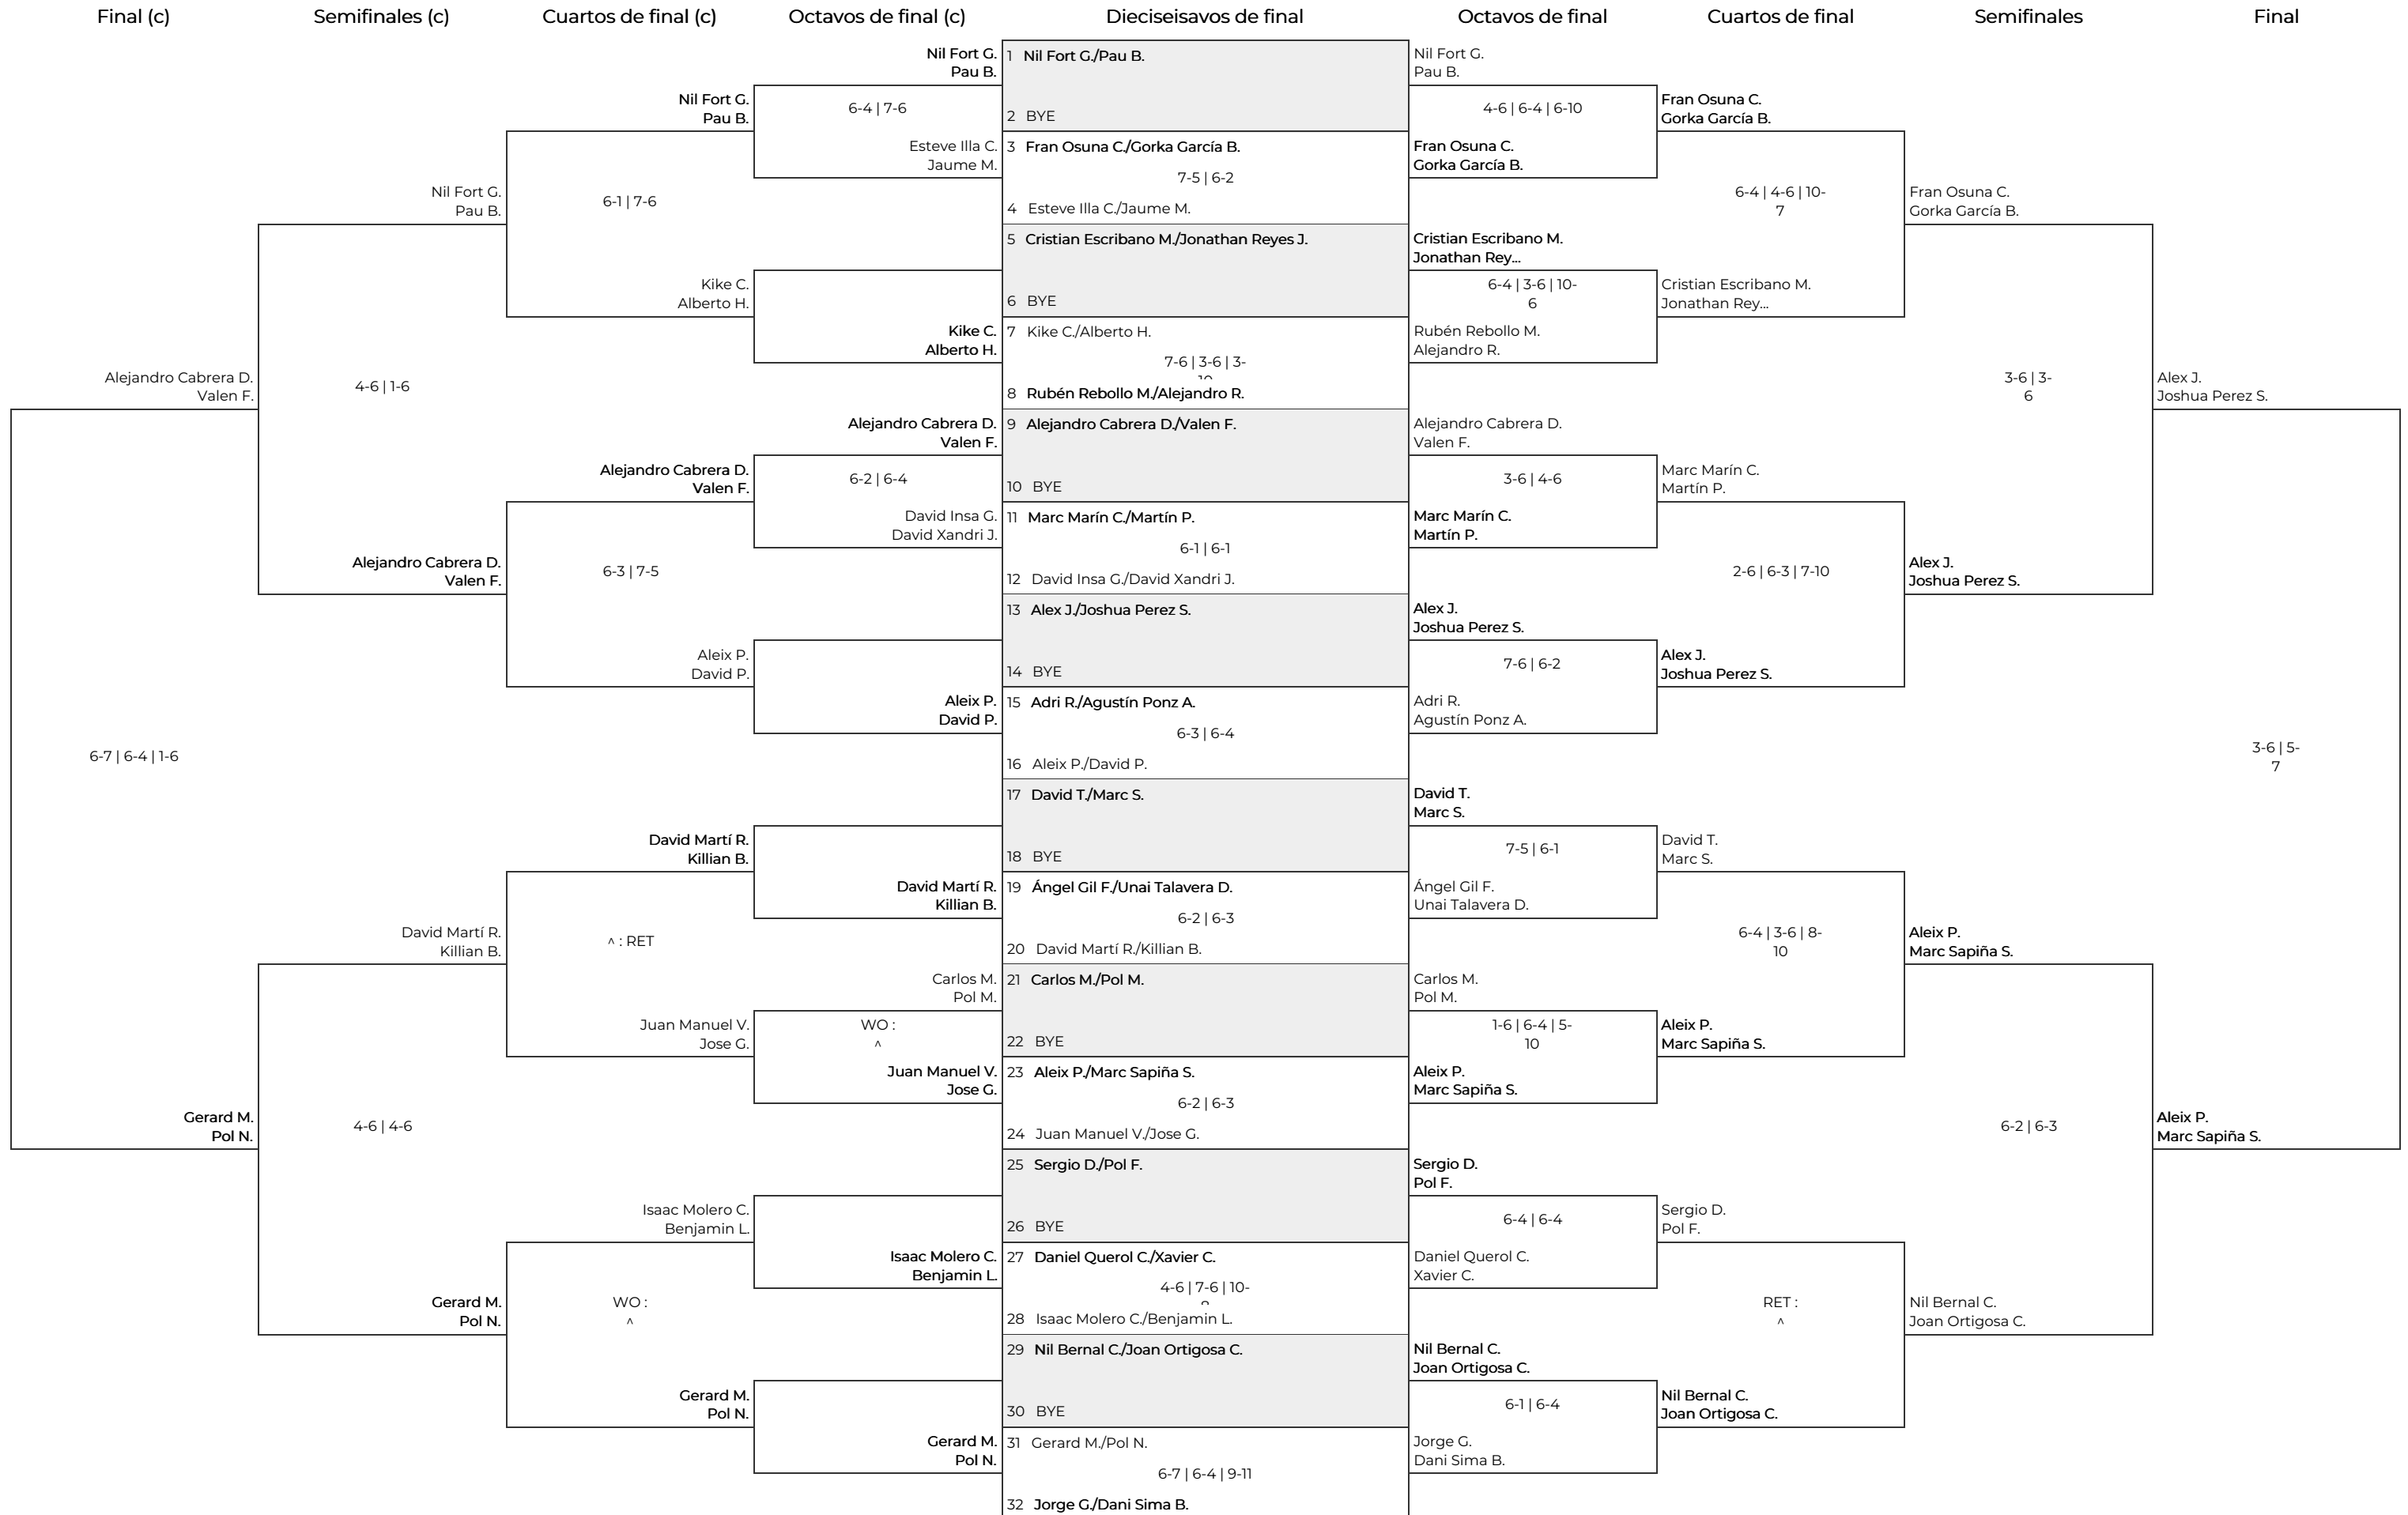 Final (c)
Semifinales (c)
Cuartos de final (c)
Octavos de final (c)
Dieciseisavos de final
Octavos de final
Cuartos de final
Semifinales
Final
Alejandro Cabrera D.
Valen F.
6-7 | 6-4 | 1-6
Gerard M.
Pol N.
Nil Fort G.
Pau B.
4-6 | 1-6
Alejandro Cabrera D.
Valen F.
David Martí R.
Killian B.
4-6 | 4-6
Gerard M.
Pol N.
Nil Fort G.
Pau B.
6-1 | 7-6
Kike C.
Alberto H.
Alejandro Cabrera D.
Valen F.
6-3 | 7-5
Aleix P.
David P.
David Martí R.
Killian B.
^ : RET
Juan Manuel V.
Jose G.
Isaac Molero C.
Benjamin L.
WO :
^
Gerard M.
Pol N.
Nil Fort G.
Pau B.
6-4 | 7-6
Esteve Illa C.
Jaume M.
Kike C.
Alberto H.
Alejandro Cabrera D.
Valen F.
6-2 | 6-4
David Insa G.
David Xandri J.
Aleix P.
David P.
David Martí R.
Killian B.
Carlos M.
Pol M.
WO :
^
Juan Manuel V.
Jose G.
Isaac Molero C.
Benjamin L.
Gerard M.
Pol N.
1 Nil Fort G./Pau B.
2 BYE
3 Fran Osuna C./Gorka García B.
7-5 | 6-2
4 Esteve Illa C./Jaume M.
5 Cristian Escribano M./Jonathan Reyes J.
6 BYE
7 Kike C./Alberto H.
7-6 | 3-6 | 3-
8 Rubén Rebollo M./Alejandro R.
9 Alejandro Cabrera D./Valen F.
10 BYE
11 Marc Marín C./Martín P.
6-1 | 6-1
12 David Insa G./David Xandri J.
13 Alex J./Joshua Perez S.
14 BYE
15 Adri R./Agustín Ponz A.
6-3 | 6-4
16 Aleix P./David P.
17 David T./Marc S.
18 BYE
19 Ángel Gil F./Unai Talavera D.
6-2 | 6-3
20 David Martí R./Killian B.
21 Carlos M./Pol M.
22 BYE
23 Aleix P./Marc Sapiña S.
6-2 | 6-3
24 Juan Manuel V./Jose G.
25 Sergio D./Pol F.
26 BYE
27 Daniel Querol C./Xavier C.
4-6 | 7-6 | 10-
28 Isaac Molero C./Benjamin L.
29 Nil Bernal C./Joan Ortigosa C.
30 BYE
31 Gerard M./Pol N.
6-7 | 6-4 | 9-11
32 Jorge G./Dani Sima B.
Nil Fort G.
Pau B.
4-6 | 6-4 | 6-10
Fran Osuna C.
Gorka García B.
Cristian Escribano M.
Jonathan Rey...
6-4 | 3-6 | 10-
6
Rubén Rebollo M.
Alejandro R.
Alejandro Cabrera D.
Valen F.
3-6 | 4-6
Marc Marín C.
Martín P.
Alex J.
Joshua Perez S.
7-6 | 6-2
Adri R.
Agustín Ponz A.
David T.
Marc S.
7-5 | 6-1
Ángel Gil F.
Unai Talavera D.
Carlos M.
Pol M.
1-6 | 6-4 | 5-
10
Aleix P.
Marc Sapiña S.
Sergio D.
Pol F.
6-4 | 6-4
Daniel Querol C.
Xavier C.
Nil Bernal C.
Joan Ortigosa C.
6-1 | 6-4
Jorge G.
Dani Sima B.
Fran Osuna C.
Gorka García B.
6-4 | 4-6 | 10-
7
Cristian Escribano M.
Jonathan Rey...
Marc Marín C.
Martín P.
2-6 | 6-3 | 7-10
Alex J.
Joshua Perez S.
David T.
Marc S.
6-4 | 3-6 | 8-
10
Aleix P.
Marc Sapiña S.
Sergio D.
Pol F.
RET :
^
Nil Bernal C.
Joan Ortigosa C.
Fran Osuna C.
Gorka García B.
3-6 | 3-
6
Alex J.
Joshua Perez S.
Aleix P.
Marc Sapiña S.
6-2 | 6-3
Nil Bernal C.
Joan Ortigosa C.
Alex J.
Joshua Perez S.
3-6 | 5-
7
Aleix P.
Marc Sapiña S.